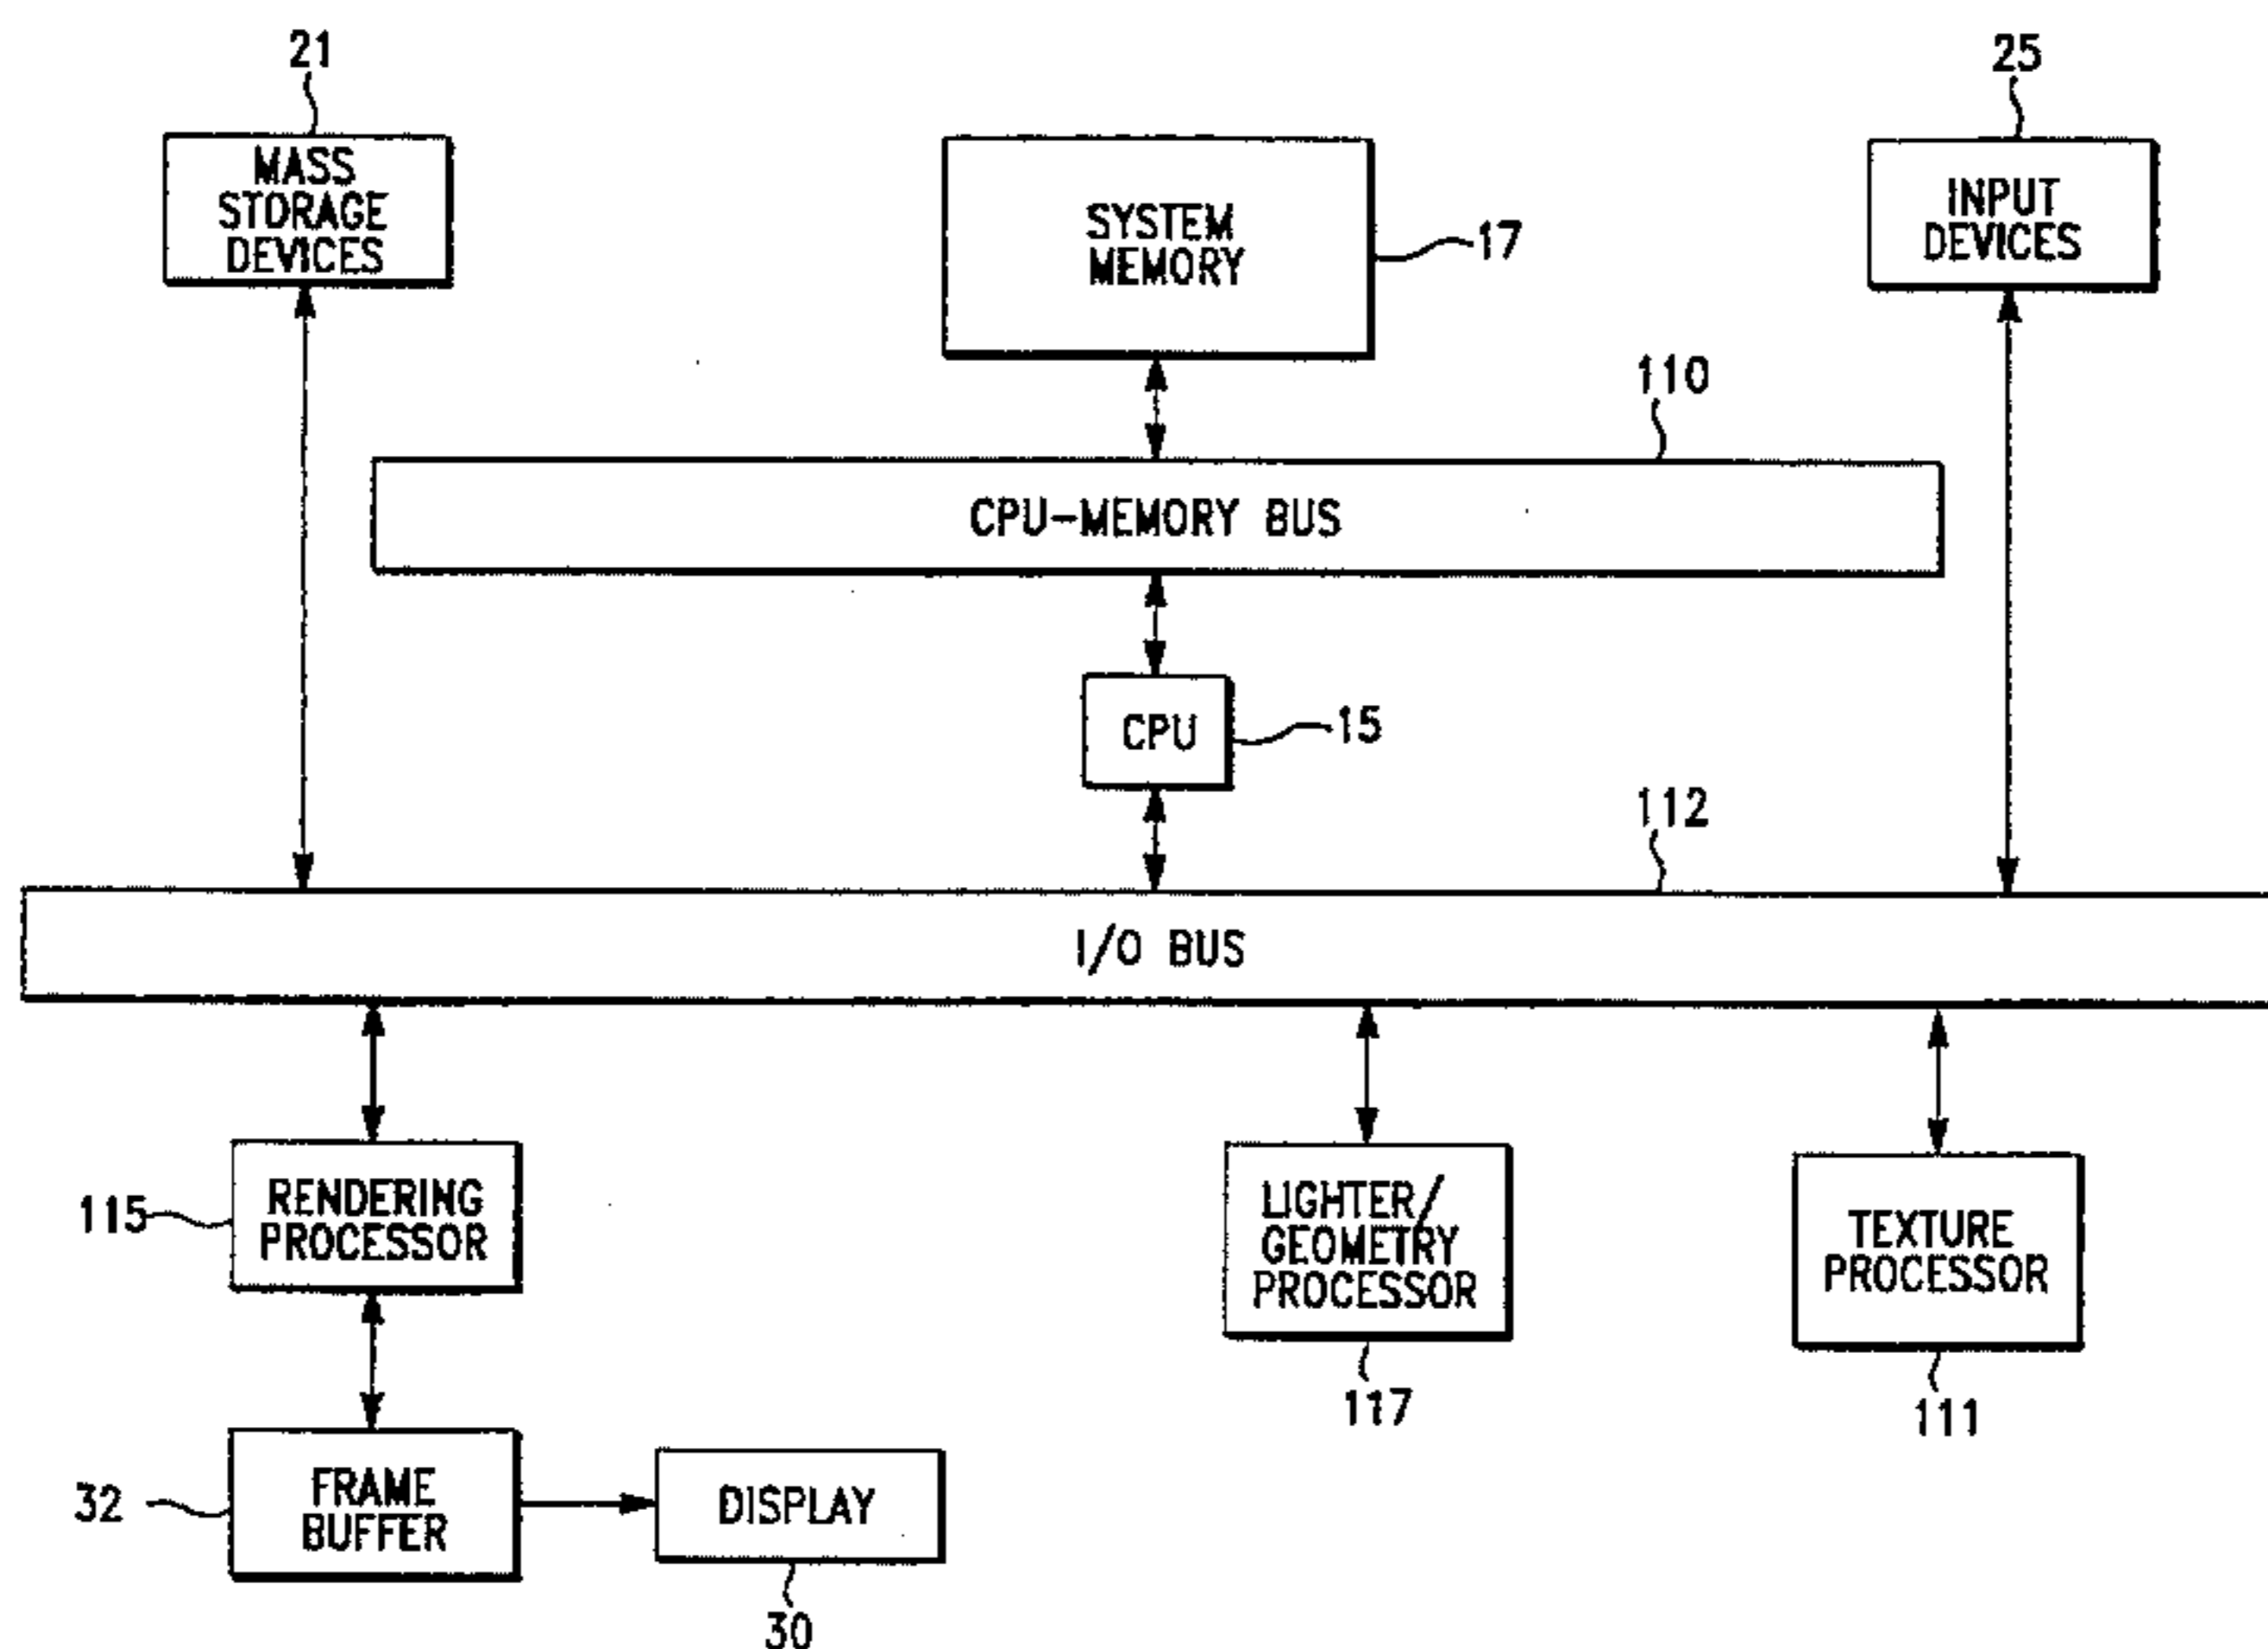 21
25
MASS
STORAGE
DEVICES
SYSTEM
MEMORY
17
INPUT
DEVICES
110
CPU-MEMORY BUS
CPU
15
112
I/O BUS
115
RENDERING
PROCESSOR
LIGHTER/
GEOMETRY
PROCESSOR
TEXTURE
PROCESSOR
117
111
32
FRAME
BUFFER
DISPLAY
30